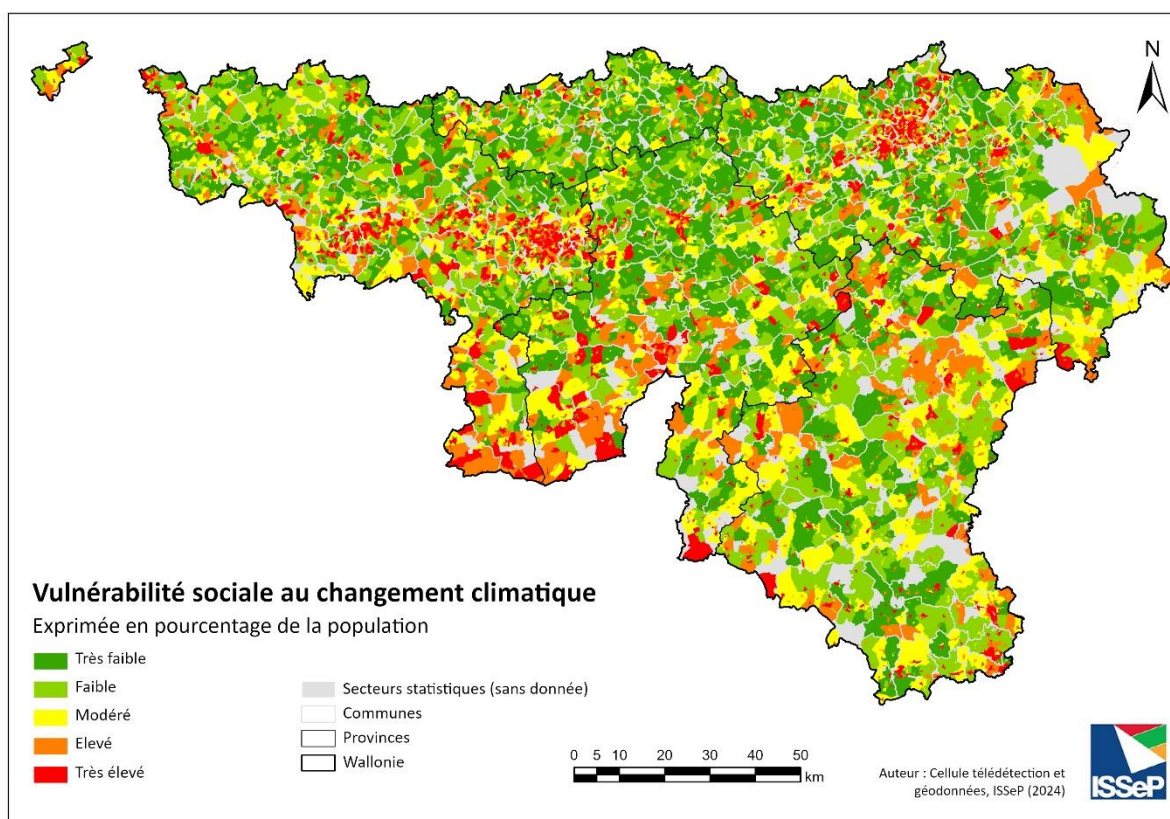 N
Vulnérabilité sociale au changement climatique
Exprimée en pourcentage de la population
Très faible
Faible
Modéré
Elevé
Très élevé
Secteurs statistiques (sans donnée)
Communes
Provinces
Wallonie
0 5 10 20 30 40 50
km
Auteur : Cellule télédétection et
géodonnées, ISSeP (2024)
ISSeP